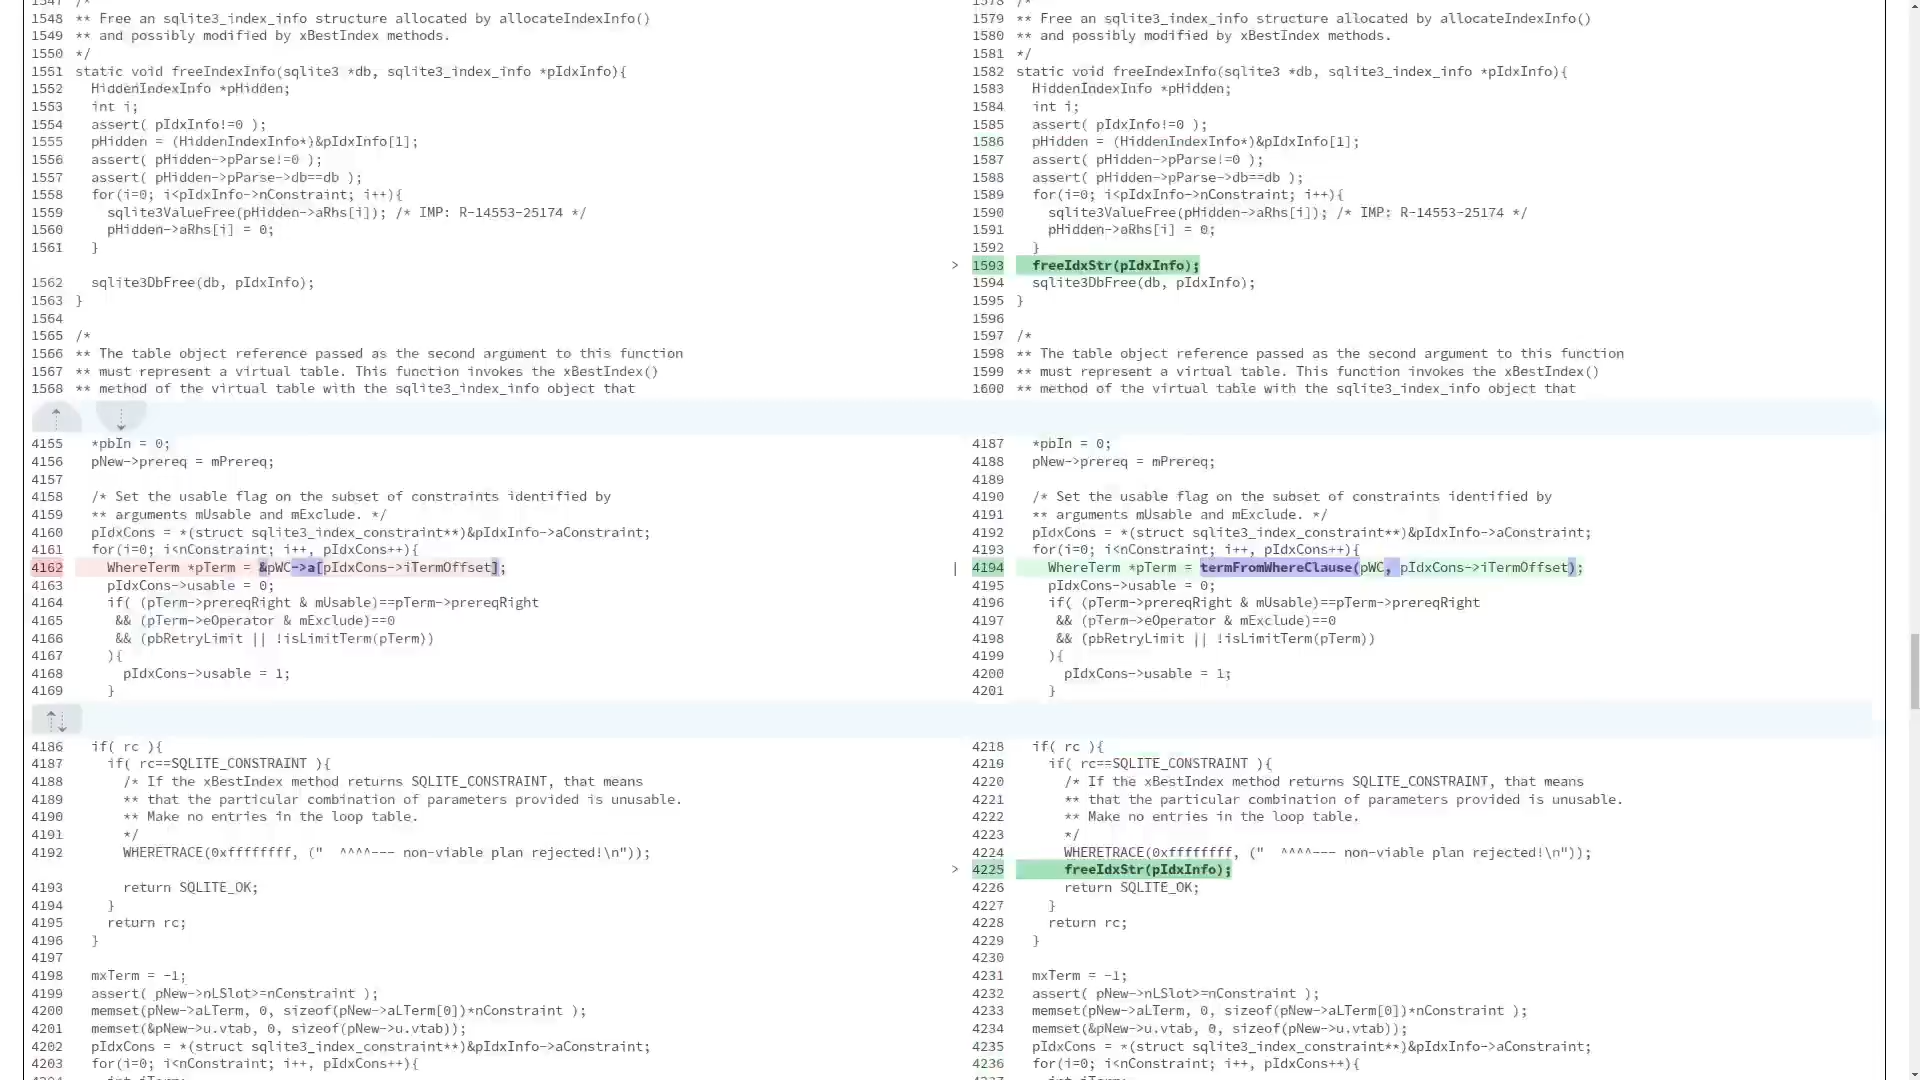 1547 /*
1548 ** Free an sqlite3_index_info structure allocated by allocateIndexInfo()
1549 ** and possibly modified by xBestIndex methods.
1550 */
1551 static void freeIndexInfo(sqlite3 *db, sqlite3_index_info *pIdxInfo){
1552 HiddenIndexInfo *pHidden;
1553 int i;
1554 assert( pIdxInfo!=0 );
1555 pHidden = (HiddenIndexInfo*)&pIdxInfo[1];
1556 assert( pHidden->pParse!=0 );
1557 assert( pHidden->pParse->db==db );
1558 for(i=0; i<pIdxInfo->nConstraint; i++){
1559 sqlite3ValueFree(pHidden->aRhs[i]); /* IMP: R-14553-25174 */
1560 pHidden->aRhs[i] = 0;
1561 }
1562 sqlite3DbFree(db, pIdxInfo);
1563 }
1564
1565 /*
1566 ** The table object reference passed as the second argument to this function
1567 ** must represent a virtual table. This function invokes the xBestIndex()
1568 ** method of the virtual table with the sqlite3_index_info object that
4155 *pbIn = 0;
4156 pNew->prereq = mPrereq;
4157
4158 /* Set the usable flag on the subset of constraints identified by
4159 ** arguments mUsable and mExclude. */
4160 pIdxCons = *(struct sqlite3_index_constraint**)&pIdxInfo->aConstraint;
4161 for(i=0; i<nConstraint; i++, pIdxCons++){
4162 WhereTerm *pTerm = &pWC->a[pIdxCons->iTermOffset];
4163 pIdxCons->usable = 0;
4164 if( (pTerm->prereqRight & mUsable)==pTerm->prereqRight
4165 && (pTerm->eOperator & mExclude)==0
4166 && (pbRetryLimit || !isLimitTerm(pTerm))
4167 ){
4168 pIdxCons->usable = 1;
4169 }
4186 if( rc ){
4187 if( rc==SQLITE_CONSTRAINT ){
4188 /* If the xBestIndex method returns SQLITE_CONSTRAINT, that means
4189 ** that the particular combination of parameters provided is unusable.
4190 ** Make no entries in the loop table.
4191 */
4192 WHERETRACE(0xffffffff, (" ^^^^--- non-viable plan rejected!\n"));
4193 return SQLITE_OK;
4194 }
4195 return rc;
4196 }
4197
4198 mxTerm = -1;
4199 assert( pNew->nLSlot>=nConstraint );
4200 memset(pNew->aLTerm, 0, sizeof(pNew->aLTerm[0])*nConstraint );
4201 memset(&pNew->u.vtab, 0, sizeof(pNew->u.vtab));
4202 pIdxCons = *(struct sqlite3_index_constraint**)&pIdxInfo->aConstraint;
4203 for(i=0; i<nConstraint; i++, pIdxCons++){
1578 /*
1579 ** Free an sqlite3_index_info structure allocated by allocateIndexInfo()
1580 ** and possibly modified by xBestIndex methods.
1581 */
1582 static void freeIndexInfo(sqlite3 *db, sqlite3_index_info *pIdxInfo){
1583 HiddenIndexInfo *pHidden;
1584 int i;
1585 assert( pIdxInfo!=0 );
1586 pHidden = (HiddenIndexInfo*)&pIdxInfo[1];
1587 assert( pHidden->pParse!=0 );
1588 assert( pHidden->pParse->db==db );
1589 for(i=0; i<pIdxInfo->nConstraint; i++){
1590 sqlite3ValueFree(pHidden->aRhs[i]); /* IMP: R-14553-25174 */
1591 pHidden->aRhs[i] = 0;
1592 }
> 1593 freeIdxStr(pIdxInfo);
1594 sqlite3DbFree(db, pIdxInfo);
1595 }
1596
1597 /*
1598 ** The table object reference passed as the second argument to this function
1599 ** must represent a virtual table. This function invokes the xBestIndex()
1600 ** method of the virtual table with the sqlite3_index_info object that
4187 *pbIn = 0;
4188 pNew->prereq = mPrereq;
4189
4190 /* Set the usable flag on the subset of constraints identified by
4191 ** arguments mUsable and mExclude. */
4192 pIdxCons = *(struct sqlite3_index_constraint**)&pIdxInfo->aConstraint;
4193 for(i=0; i<nConstraint; i++, pIdxCons++){
| 4194 WhereTerm *pTerm = termFromWhereClause(pWC, pIdxCons->iTermOffset);
4195 pIdxCons->usable = 0;
4196 if( (pTerm->prereqRight & mUsable)==pTerm->prereqRight
4197 && (pTerm->eOperator & mExclude)==0
4198 && (pbRetryLimit || !isLimitTerm(pTerm))
4199 ){
4200 pIdxCons->usable = 1;
4201 }
4218 if( rc ){
4219 if( rc==SQLITE_CONSTRAINT ){
4220 /* If the xBestIndex method returns SQLITE_CONSTRAINT, that means
4221 ** that the particular combination of parameters provided is unusable.
4222 ** Make no entries in the loop table.
4223 */
4224 WHERETRACE(0xffffffff, (" ^^^^--- non-viable plan rejected!\n"));
> 4225 freeIdxStr(pIdxInfo);
4226 return SQLITE_OK;
4227 }
4228 return rc;
4229 }
4230
4231 mxTerm = -1;
4232 assert( pNew->nLSlot>=nConstraint );
4233 memset(pNew->aLTerm, 0, sizeof(pNew->aLTerm[0])*nConstraint );
4234 memset(&pNew->u.vtab, 0, sizeof(pNew->u.vtab));
4235 pIdxCons = *(struct sqlite3_index_constraint**)&pIdxInfo->aConstraint;
4236 for(i=0; i<nConstraint; i++, pIdxCons++){